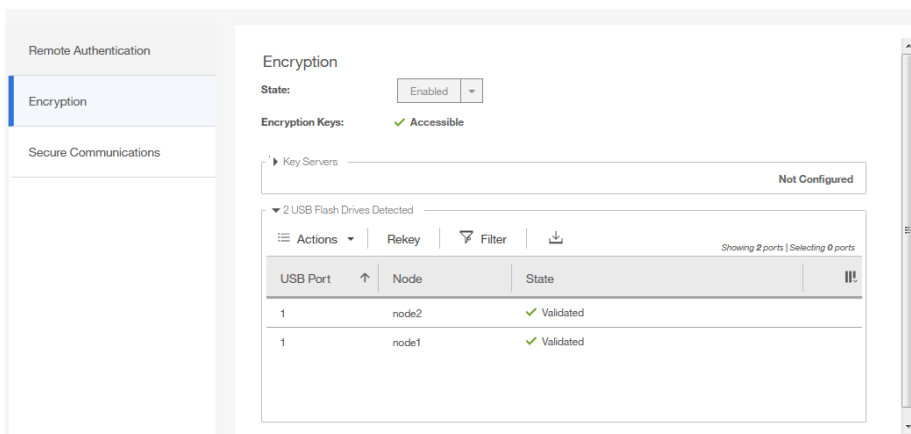 Remote Authentication
Encryption
Secure Communications
Encryption
State: Enabled
Encryption Keys: Accessible
Key Servers
Not Configured
2 USB Flash Drives Detected
Actions Rekey Filter
Showing 2 ports | Selecting 0 ports
USB Port Node State
1 node2 Validated
1 node1 Validated